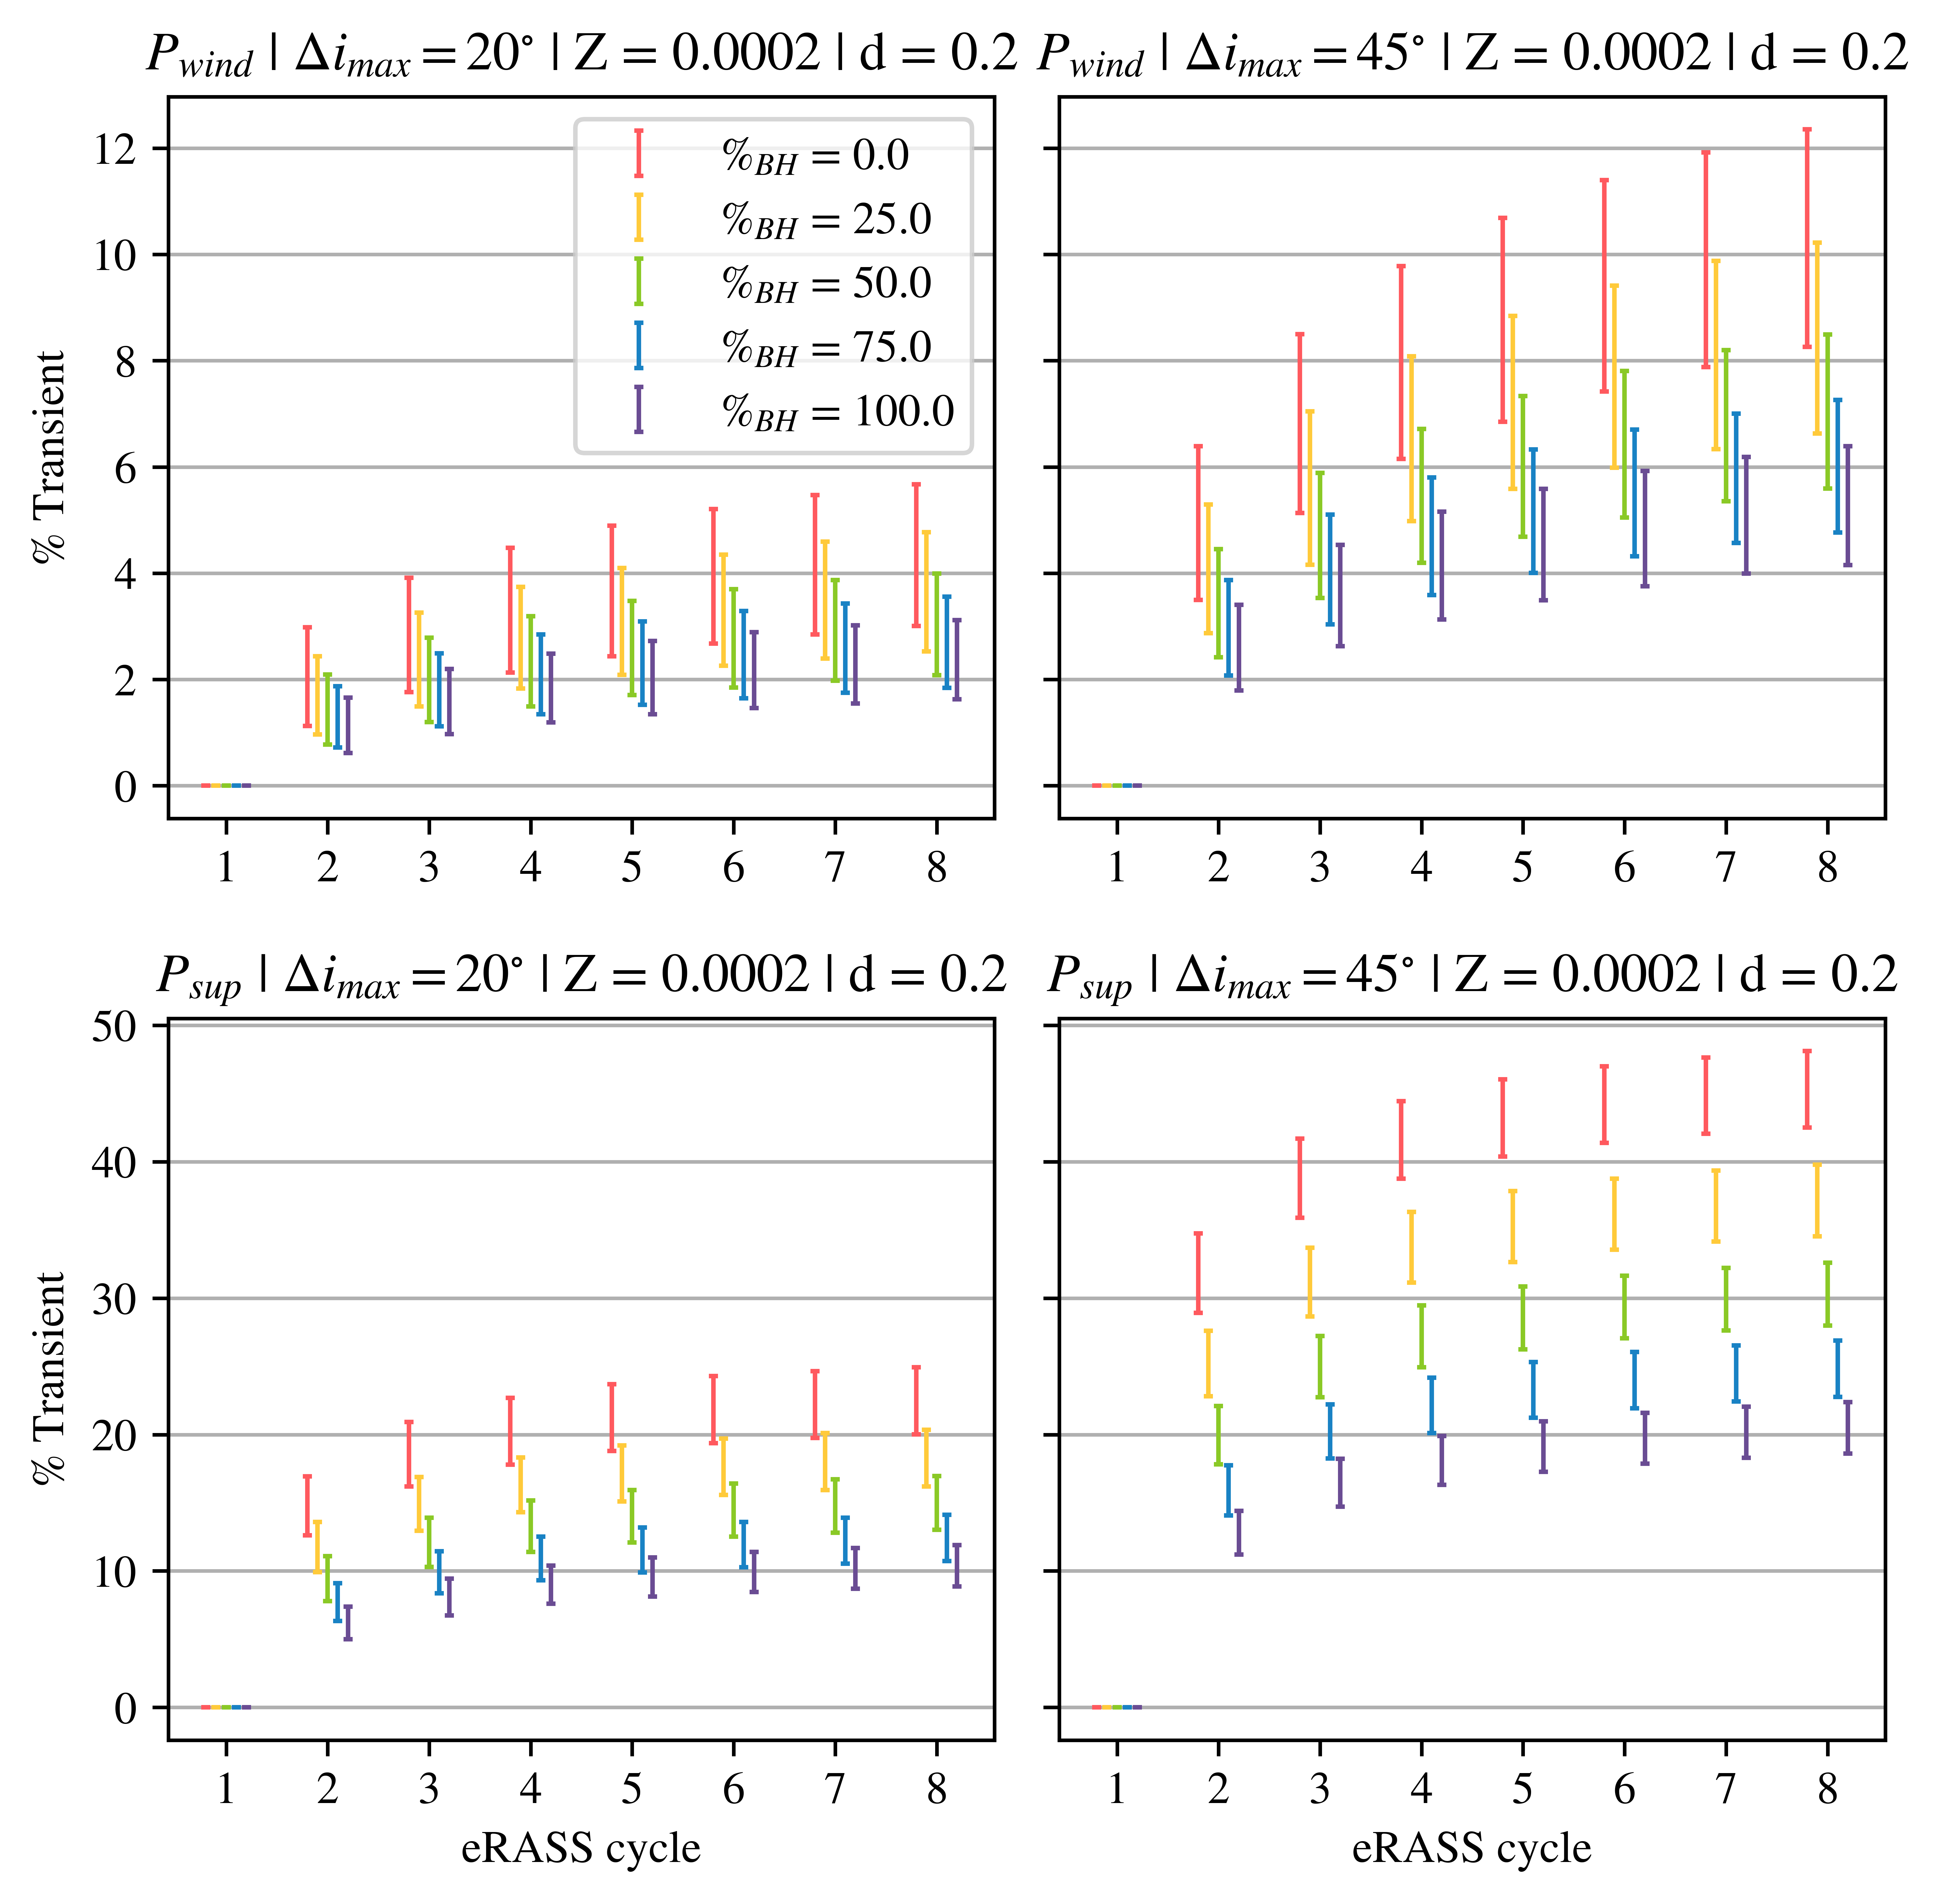 P_wind | Δi_max = 20° | Z = 0.0002 | d = 0.2
P_wind | Δi_max = 45° | Z = 0.0002 | d = 0.2
12
10
8
6
4
2
0
% Transient
%_BH = 0.0
%_BH = 25.0
%_BH = 50.0
%_BH = 75.0
%_BH = 100.0
1 2 3 4 5 6 7 8
1 2 3 4 5 6 7 8
P_sup | Δi_max = 20° | Z = 0.0002 | d = 0.2
P_sup | Δi_max = 45° | Z = 0.0002 | d = 0.2
50
40
30
20
10
0
% Transient
1 2 3 4 5 6 7 8
1 2 3 4 5 6 7 8
eRASS cycle
eRASS cycle